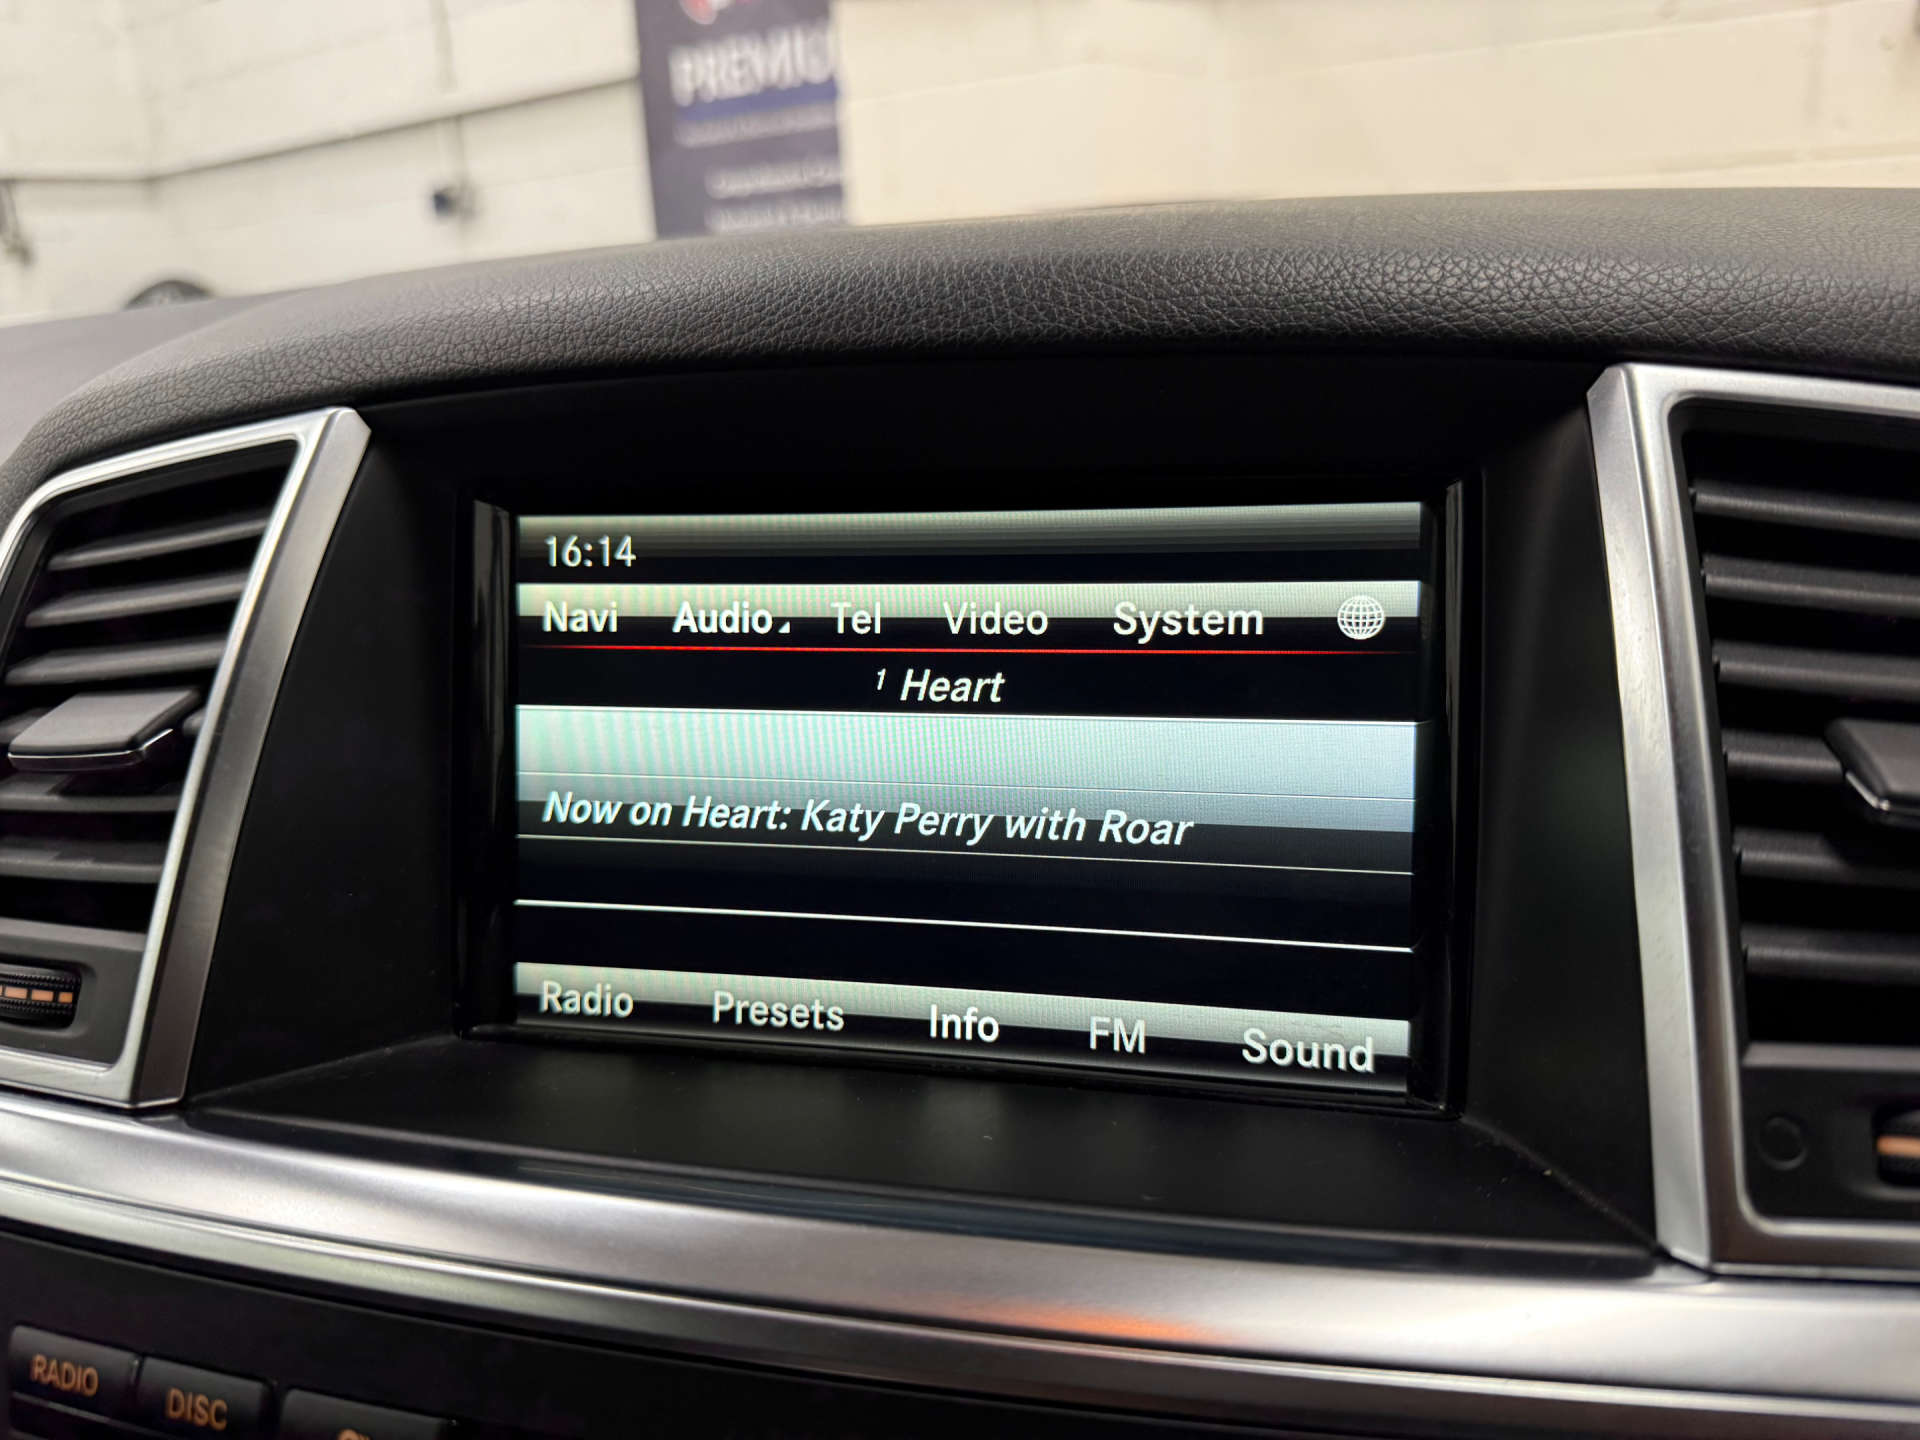 PREMIU
16:14
Navi Audio Tel Video System
1 Heart
Now on Heart: Katy Perry with Roar
Radio Presets Info FM Sound
RADIO DISC